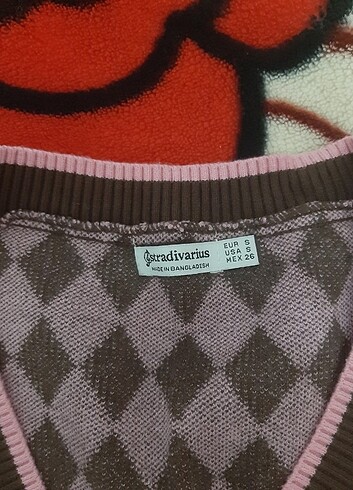 stradivarius
MADE IN BANGLADESH
EUR S
USA S
MEX 26